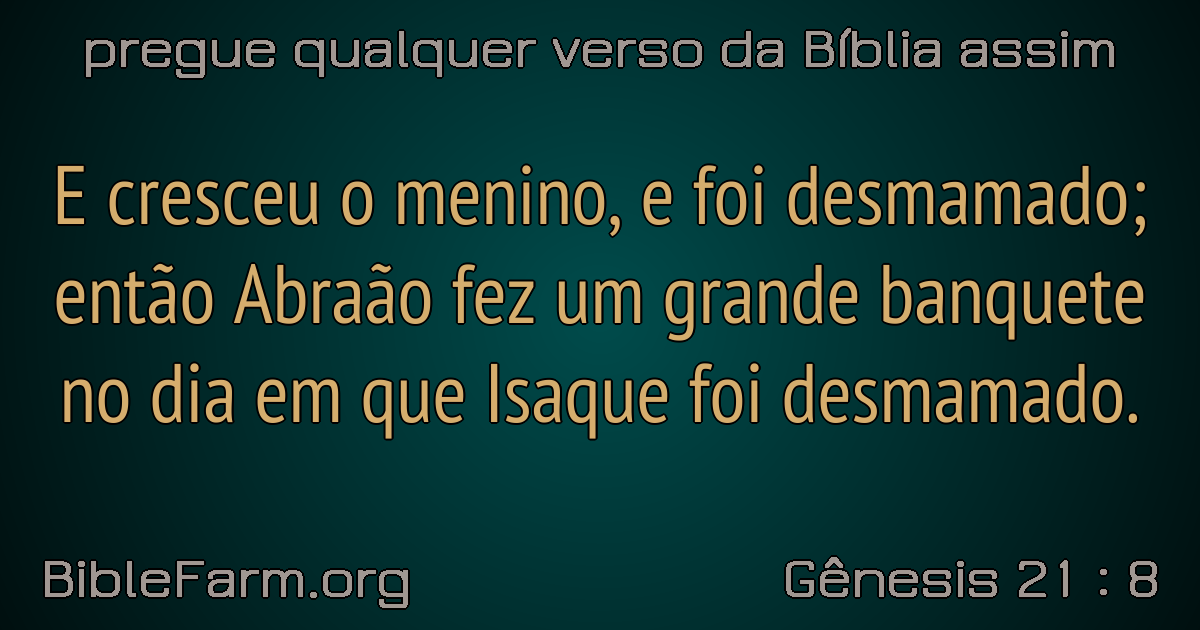 pregue qualquer verso da Bíblia assim
E cresceu o menino, e foi desmamado;
então Abraão fez um grande banquete
no dia em que Isaque foi desmamado.
BibleFarm.org
Gênesis 21 : 8